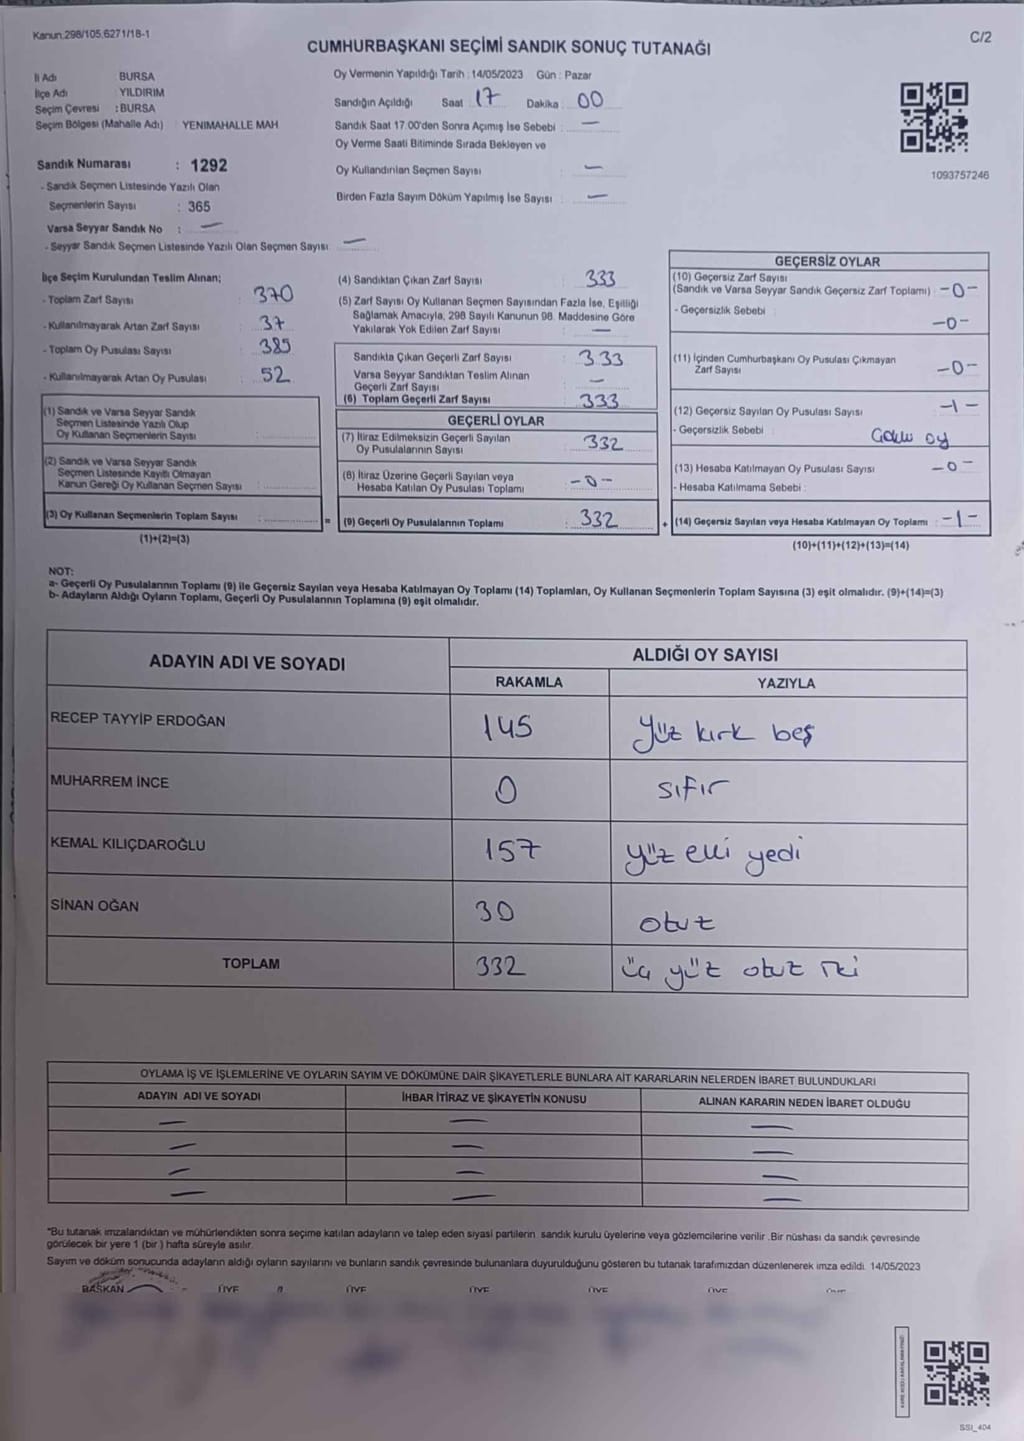 Kanun.298/105,6271/18-1
C/2
CUMHURBAŞKANI SEÇİMİ SANDIK SONUÇ TUTANAĞI
İl Adı BURSA
İlçe Adı YILDIRIM
Seçim Çevresi : BURSA
Seçim Bölgesi (Mahalle Adı) YENIMAHALLE MAH
Sandık Numarası : 1292
- Sandık Seçmen Listesinde Yazılı Olan
Seçmenlerin Sayısı : 365
Varsa Seyyar Sandık No : —
- Seyyar Sandık Seçmen Listesinde Yazılı Olan Seçmen Sayısı —
Oy Vermenin Yapıldığı Tarih : 14/05/2023 Gün : Pazar
Sandığın Açıldığı Saat 17 Dakika 00
Sandık Saat 17.00'den Sonra Açılmış İse Sebebi : —
Oy Verme Saati Bitiminde Sırada Bekleyen ve
Oy Kullandırılan Seçmen Sayısı : —
Birden Fazla Sayım Döküm Yapılmış İse Sayısı : —
1093757246
İlçe Seçim Kurulundan Teslim Alınan;
- Toplam Zarf Sayısı : 370
- Kullanılmayarak Artan Zarf Sayısı : 37
- Toplam Oy Pusulası Sayısı : 385
- Kullanılmayarak Artan Oy Pusulası : 52
(1) Sandık ve Varsa Seyyar Sandık
Seçmen Listesinde Yazılı Olup
Oy Kullanan Seçmenlerin Sayısı :
(2) Sandık ve Varsa Seyyar Sandık
Seçmen Listesinde Kayıtlı Olmayan
Kanun Gereği Oy Kullanan Seçmen Sayısı :
(3) Oy Kullanan Seçmenlerin Toplam Sayısı :
(1)+(2)=(3)
(4) Sandıktan Çıkan Zarf Sayısı : 333
(5) Zarf Sayısı Oy Kullanan Seçmen Sayısından Fazla İse, Eşitliği
Sağlamak Amacıyla, 298 Sayılı Kanunun 98. Maddesine Göre
Yakılarak Yok Edilen Zarf Sayısı : —
Sandıkta Çıkan Geçerli Zarf Sayısı : 333
Varsa Seyyar Sandıktan Teslim Alınan
Geçerli Zarf Sayısı —
(6) Toplam Geçerli Zarf Sayısı : 333
GEÇERLİ OYLAR
(7) İtiraz Edilmeksizin Geçerli Sayılan
Oy Pusulalarının Sayısı : 332
(8) İtiraz Üzerine Geçerli Sayılan veya
Hesaba Katılan Oy Pusulası Toplamı : -0-
= (9) Geçerli Oy Pusulalarının Toplamı : 332
GEÇERSİZ OYLAR
(10) Geçersiz Zarf Sayısı
(Sandık ve Varsa Seyyar Sandık Geçersiz Zarf Toplamı) -0-
- Geçersizlik Sebebi :
-0-
(11) İçinden Cumhurbaşkanı Oy Pusulası Çıkmayan
Zarf Sayısı -0-
(12) Geçersiz Sayılan Oy Pusulası Sayısı -1-
- Geçersizlik Sebebi : oy
(13) Hesaba Katılmayan Oy Pusulası Sayısı -0-
- Hesaba Katılmama Sebebi :
+ (14) Geçersiz Sayılan veya Hesaba Katılmayan Oy Toplamı : -1-
(10)+(11)+(12)+(13)=(14)
NOT:
a- Geçerli Oy Pusulalarının Toplamı (9) ile Geçersiz Sayılan veya Hesaba Katılmayan Oy Toplamı (14) Toplamları, Oy Kullanan Seçmenlerin Toplam Sayısına (3) eşit olmalıdır. (9)+(14)=(3)
b- Adayların Aldığı Oyların Toplamı, Geçerli Oy Pusulalarının Toplamına (9) eşit olmalıdır.
ADAYIN ADI VE SOYADI
ALDIĞI OY SAYISI
RAKAMLA YAZIYLA
RECEP TAYYİP ERDOĞAN 145 yüz kırk beş
MUHARREM İNCE 0 sıfır
KEMAL KILIÇDAROĞLU 157 yüz elli yedi
SİNAN OĞAN 30 otuz
TOPLAM 332 üç yüz otuz iki
OYLAMA İŞ VE İŞLEMLERİNE VE OYLARIN SAYIM VE DÖKÜMÜNE DAİR ŞİKAYETLERLE BUNLARA AİT KARARLARIN NELERDEN İBARET BULUNDUKLARI
ADAYIN ADI VE SOYADI İHBAR İTİRAZ VE ŞİKAYETİN KONUSU ALINAN KARARIN NEDEN İBARET OLDUĞU
— — —
— — —
— — —
— — —
*Bu tutanak imzalandıktan ve mühürlendikten sonra seçime katılan adayların ve talep eden siyasi partilerin sandık kurulu üyelerine veya gözlemcilerine verilir .Bir nüshası da sandık çevresinde
görülecek bir yere 1 (bir ) hafta süreyle asılır.
Sayım ve döküm sonucunda adayların aldığı oyların sayılarını ve bunların sandık çevresinde bulunanlara duyurulduğunu gösteren bu tutanak tarafımızdan düzenlenerek imza edildi. 14/05/2023
BAŞKAN ÜYE ÜYE ÜYE ÜYE ÜYE ÜYE
SSI_404